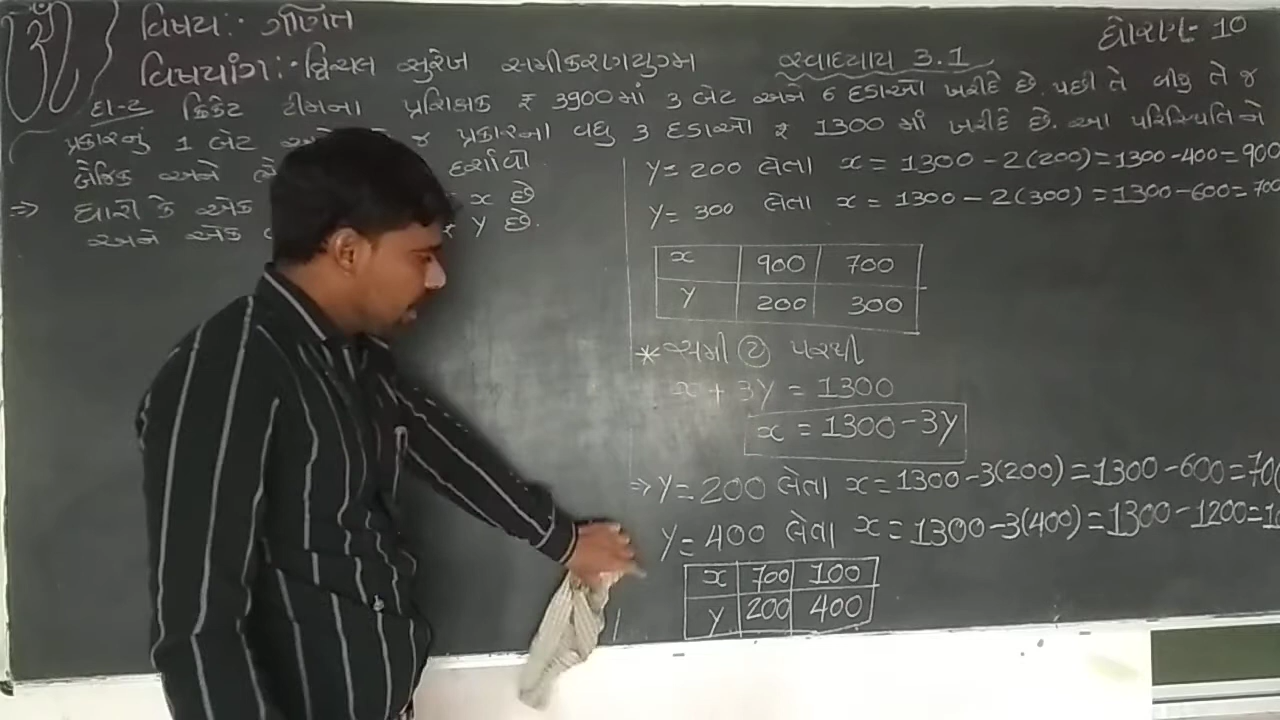 વિષય:- ગણિત
ધોરણ- 10
વિષયાંગ:- દ્વિચલ સુરેખ સમીકરણયુગ્મ સ્વાધ્યાય 3.1
દા-૨ ક્રિકેટ ટીમના પ્રશિક્ષક ₹ 3900માં 3 બેટ અને 6 દડાઓ ખરીદે છે. પછી તે બીજુ તે જ
પ્રકારનું 1 બેટ જ પ્રકારના વધુ 3 દડાઓ ₹ 1300 માં ખરીદે છે. આ પરિસ્થિતિને
બૈજિક અને દર્શાવો
⇒ ધારો કે એક ₹ x છે
અને એક ₹ y છે.
y = 200 લેતા x = 1300 - 2(200) = 1300 - 400 = 900
y = 300 લેતા x = 1300 - 2(300) = 1300 - 600 = 700
x 900 700
y 200 300
* સમી ② પરથી
x + 3y = 1300
x = 1300 - 3y
⇒ y = 200 લેતા x = 1300 - 3(200) = 1300 - 600 = 700
y = 400 લેતા x = 1300 - 3(400) = 1300 - 1200 = 1
x 700 100
y 200 400